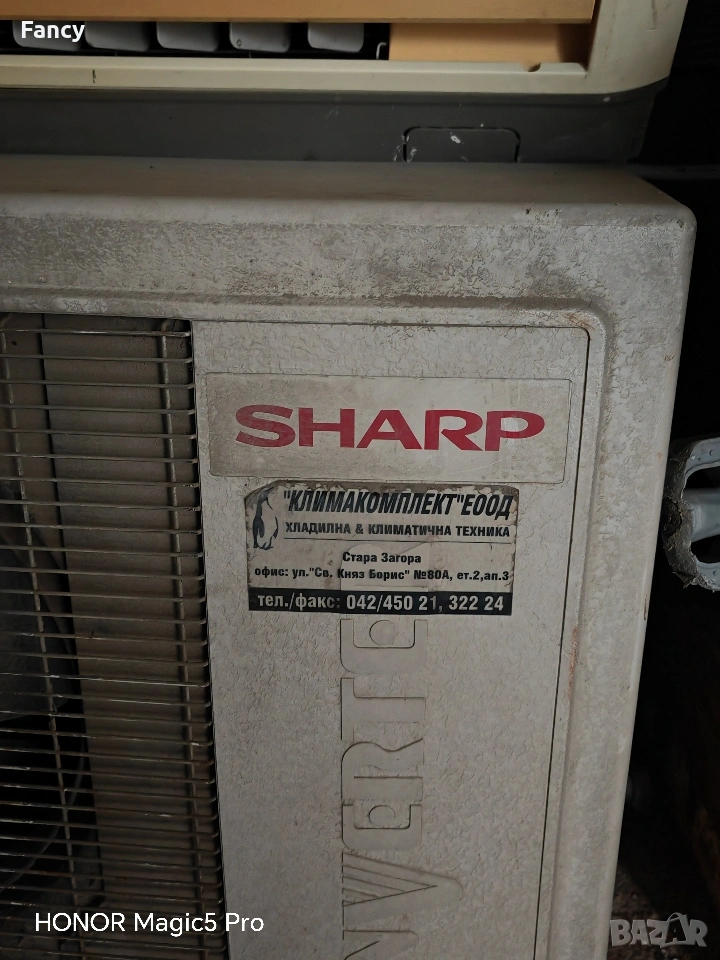 Fancy
SHARP
"КЛИМАКОМПЛЕКТ"ЕООД
ХЛАДИЛНА & КЛИМАТИЧНА ТЕХНИКА
Стара Загора
офис: ул."Св. Княз Борис" №80А, ет.2,ап.3
тел./факс: 042/450 21, 322 24
NVERTE
HONOR Magic5 Pro
BAZAR